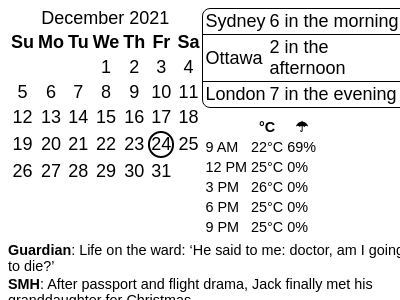 December 2021
Su Mo Tu We Th Fr Sa
1 2 3 4
5 6 7 8 9 10 11
12 13 14 15 16 17 18
19 20 21 22 23 24 25
26 27 28 29 30 31
Sydney 6 in the morning
Ottawa 2 in the
afternoon
London 7 in the evening
°C ☂
9 AM 22°C 69%
12 PM 25°C 0%
3 PM 26°C 0%
6 PM 25°C 0%
9 PM 25°C 0%
Guardian: Life on the ward: ‘He said to me: doctor, am I going
to die?’
SMH: After passport and flight drama, Jack finally met his
granddaughter for Christmas